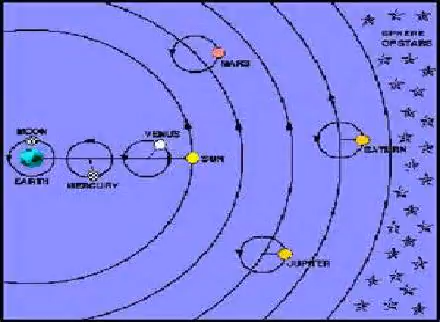 SPHERE
OF STARS
MARS
MOON
VENUS
SUN
SATURN
EARTH
MERCURY
JUPITER